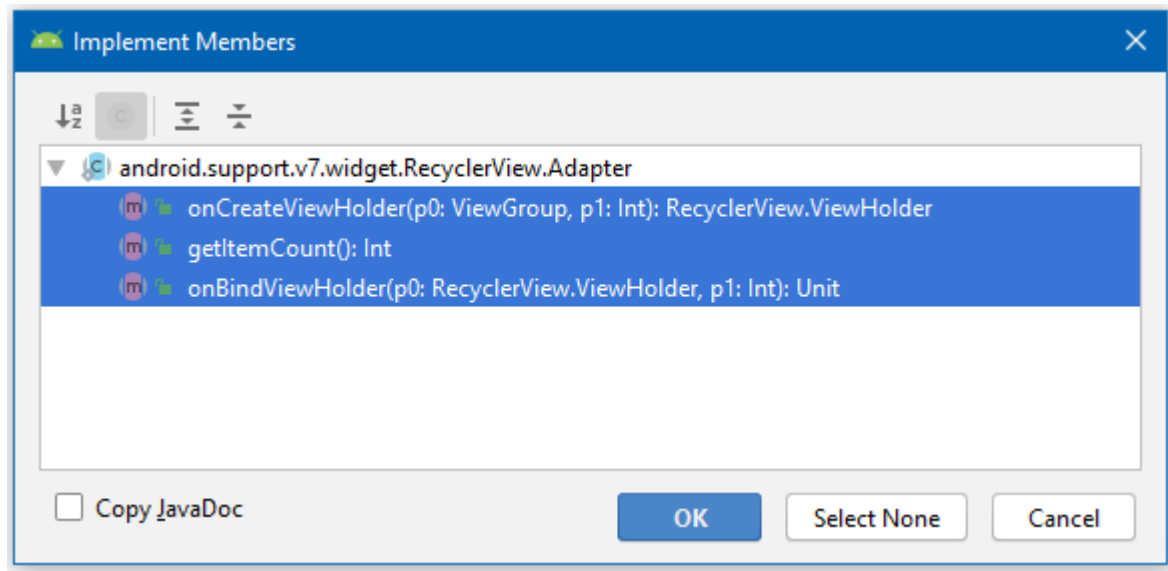 Implement Members
android.support.v7.widget.RecyclerView.Adapter
onCreateViewHolder(p0: ViewGroup, p1: Int): RecyclerView.ViewHolder
getItemCount(): Int
onBindViewHolder(p0: RecyclerView.ViewHolder, p1: Int): Unit
Copy JavaDoc
OK Select None Cancel